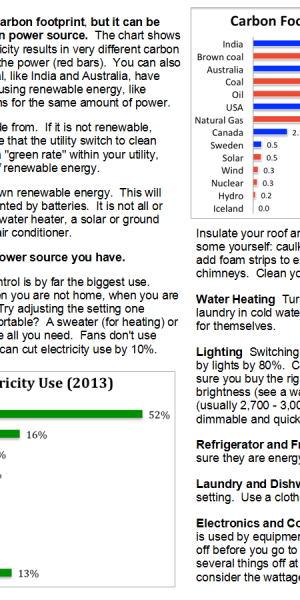 carbon footprint, but it can be
n power source. The chart shows
icity results in very different carbon
the power (red bars). You can also
al, like India and Australia, have
using renewable energy, like
ns for the same amount of power.
de from. If it is not renewable,
e that the utility switch to clean
a "green rate" within your utility,
f renewable energy.
wn renewable energy. This will
nted by batteries. It is not all or
water heater, a solar or ground
air conditioner.
ower source you have.
ntrol is by far the biggest use.
en you are not home, when you are
Try adjusting the setting one
ortable? A sweater (for heating) or
e all you need. Fans don't use
can cut electricity use by 10%.
ricity Use (2013)
52%
16%
%
13%
Carbon Foo
India
Brown coal
Australia
Coal
Oil
USA
Natural Gas
Canada 2.
Sweden 0.5
Solar 0.5
Wind 0.3
Nuclear 0.3
Hydro 0.2
Iceland 0.0
Insulate your roof an
some yourself: caulk
add foam strips to ex
chimneys. Clean yo
Water Heating Tur
laundry in cold wate
for themselves.
Lighting Switching
by lights by 80%. C
sure you buy the rig
brightness (see a wa
(usually 2,700 - 3,00
dimmable and quick
Refrigerator and Fr
sure they are energy
Laundry and Dishw
setting. Use a cloth
Electronics and Co
is used by equipmen
off before you go to
several things off at
consider the wattage